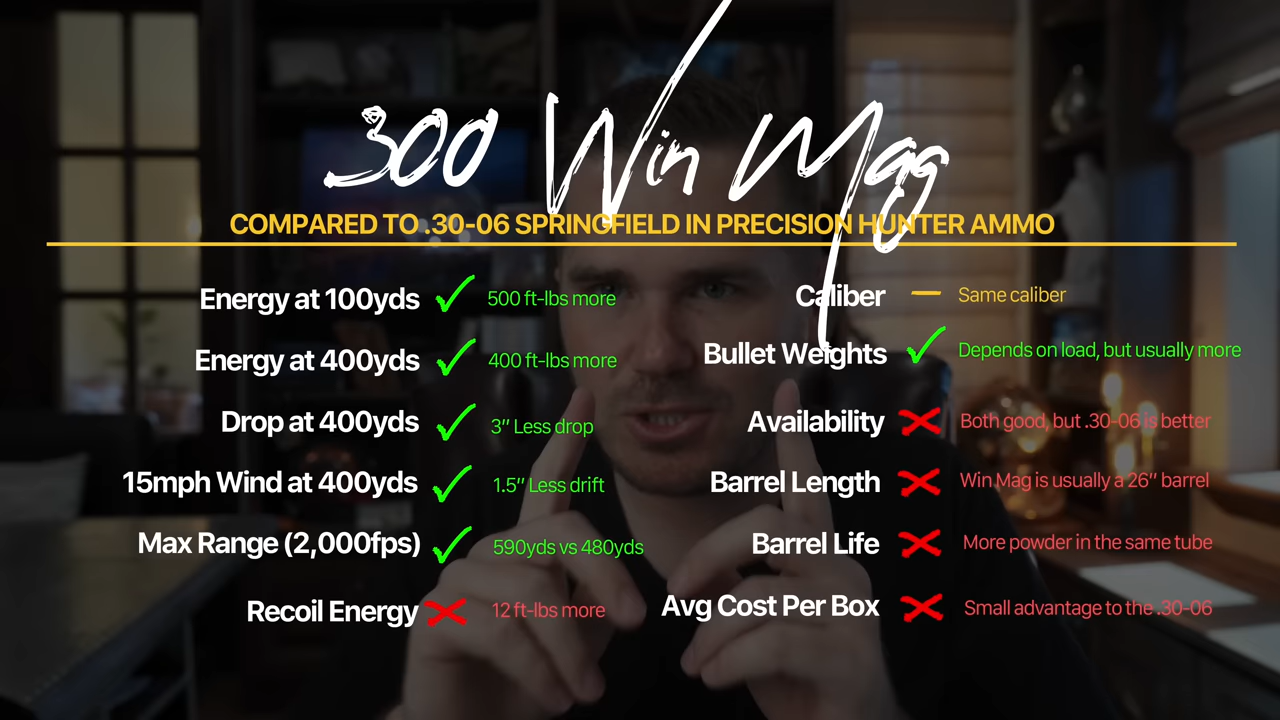 300 Win Mag
COMPARED TO .30-06 SPRINGFIELD IN PRECISION HUNTER AMMO
Energy at 100yds 500 ft-lbs more
Energy at 400yds 400 ft-lbs more
Drop at 400yds 3" Less drop
15mph Wind at 400yds 1.5" Less drift
Max Range (2,000fps) 590yds vs 480yds
Recoil Energy 12 ft-lbs more
Caliber Same caliber
Bullet Weights Depends on load, but usually more
Availability Both good, but .30-06 is better
Barrel Length Win Mag is usually a 26" barrel
Barrel Life More powder in the same tube
Avg Cost Per Box Small advantage to the .30-06